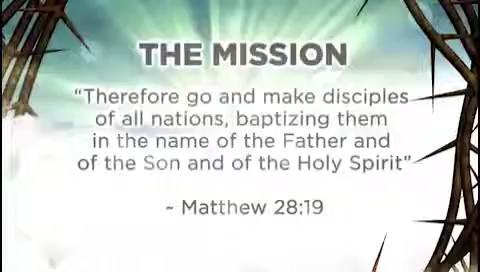 THE MISSION
“Therefore go and make disciples
of all nations, baptizing them
in the name of the Father and
of the Son and of the Holy Spirit”
~ Matthew 28:19